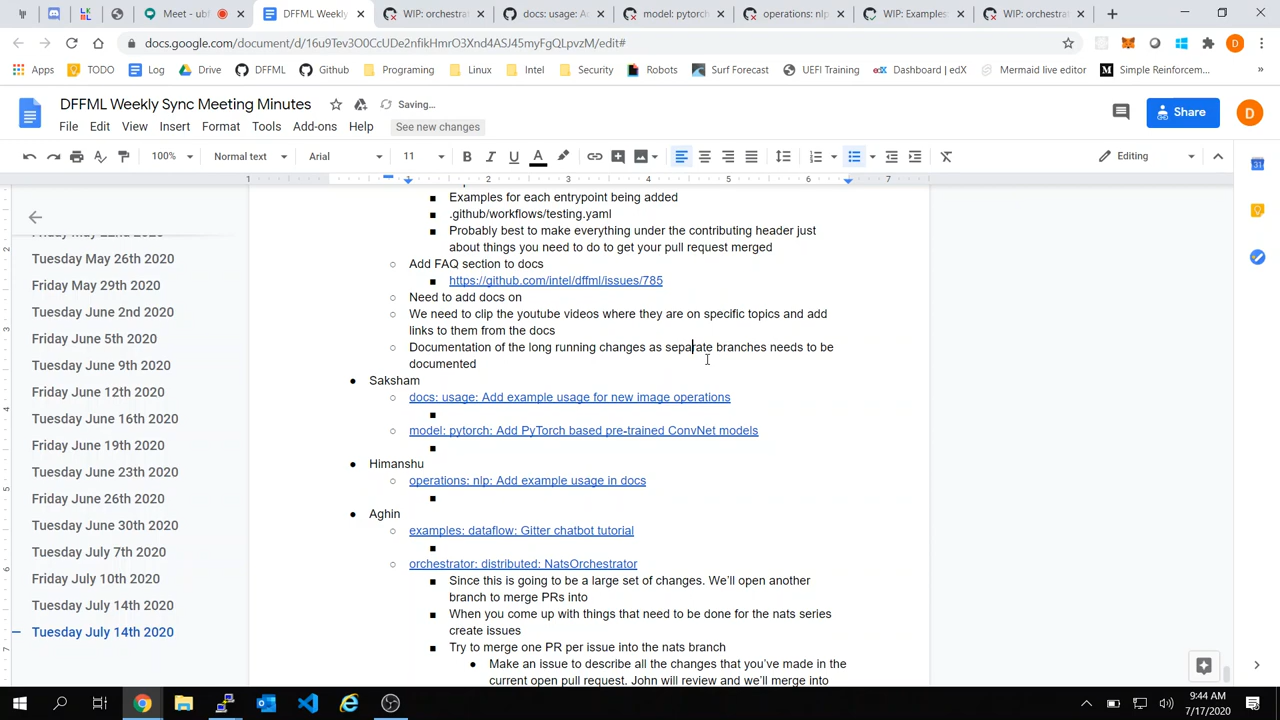 Meet - ubf
DFFML Weekly
WIP: orchestra
docs: usage: Ad
model: pytorch
operations: nlp
WIP: Examples:
WIP: orchestrat
docs.google.com/document/d/16u9Tev3O0CcUDe2nfikHmrO3Xnd4ASJ45myFgQLpvzM/edit#
Apps
TODO
Log
Drive
DFFML
Github
Programing
Linux
Intel
Security
Robots
Surf Forecast
UEFI Training
Dashboard | edX
Mermaid live editor
Simple Reinforcem...
DFFML Weekly Sync Meeting Minutes
Saving...
File Edit View Insert Format Tools Add-ons Help
See new changes
Share
D
100%
Normal text
Arial
11
Editing
1 1 2 3 4 5 6 7
Friday May 22nd 2020
Tuesday May 26th 2020
Friday May 29th 2020
Tuesday June 2nd 2020
Friday June 5th 2020
Tuesday June 9th 2020
Friday June 12th 2020
Tuesday June 16th 2020
Friday June 19th 2020
Tuesday June 23rd 2020
Friday June 26th 2020
Tuesday June 30th 2020
Tuesday July 7th 2020
Friday July 10th 2020
Tuesday July 14th 2020
Tuesday July 14th 2020
Examples for each entrypoint being added
.github/workflows/testing.yaml
Probably best to make everything under the contributing header just
about things you need to do to get your pull request merged
Add FAQ section to docs
https://github.com/intel/dffml/issues/785
Need to add docs on
We need to clip the youtube videos where they are on specific topics and add
links to them from the docs
Documentation of the long running changes as separate branches needs to be
documented
Saksham
docs: usage: Add example usage for new image operations
model: pytorch: Add PyTorch based pre-trained ConvNet models
Himanshu
operations: nlp: Add example usage in docs
Aghin
examples: dataflow: Gitter chatbot tutorial
orchestrator: distributed: NatsOrchestrator
Since this is going to be a large set of changes. We'll open another
branch to merge PRs into
When you come up with things that need to be done for the nats series
create issues
Try to merge one PR per issue into the nats branch
Make an issue to describe all the changes that you've made in the
current open pull request. John will review and we'll merge into
9:44 AM
7/17/2020